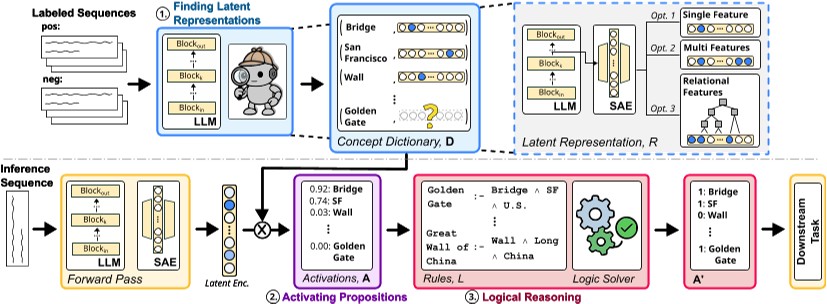 Labeled Sequences
pos:
neg:
1. Finding Latent
Representations
Block_out
Block_k
Block_in
LLM
Bridge
San
Francisco
Wall
Golden
Gate
?
Concept Dictionary, D
Block_out
Block_k
Block_in
LLM
SAE
Opt. 1
Opt. 2
Opt. 3
Single Feature
Multi Features
Relational
Features
Latent Representation, R
Inference
Sequence
Block_out
Block_k
Block_in
LLM
SAE
Forward Pass
Latent Enc.
0.92: Bridge
0.74: SF
0.03: Wall
0.00: Golden
Gate
Activations, A
2. Activating Propositions
Golden
Gate :- Bridge ∧ SF
∧ U.S.
Great
Wall of :- Wall ∧ Long
China ∧ China
Rules, L
Logic Solver
3. Logical Reasoning
1: Bridge
1: SF
0: Wall
1: Golden
Gate
A'
Downstream
Task